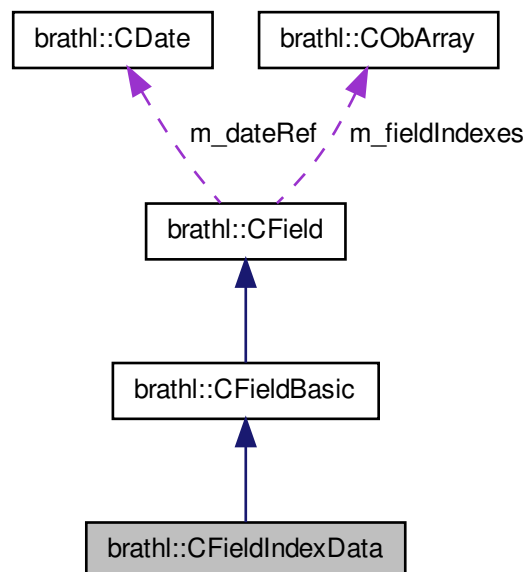 brathl::CDate
brathl::CObArray
m_dateRef
m_fieldIndexes
brathl::CField
brathl::CFieldBasic
brathl::CFieldIndexData